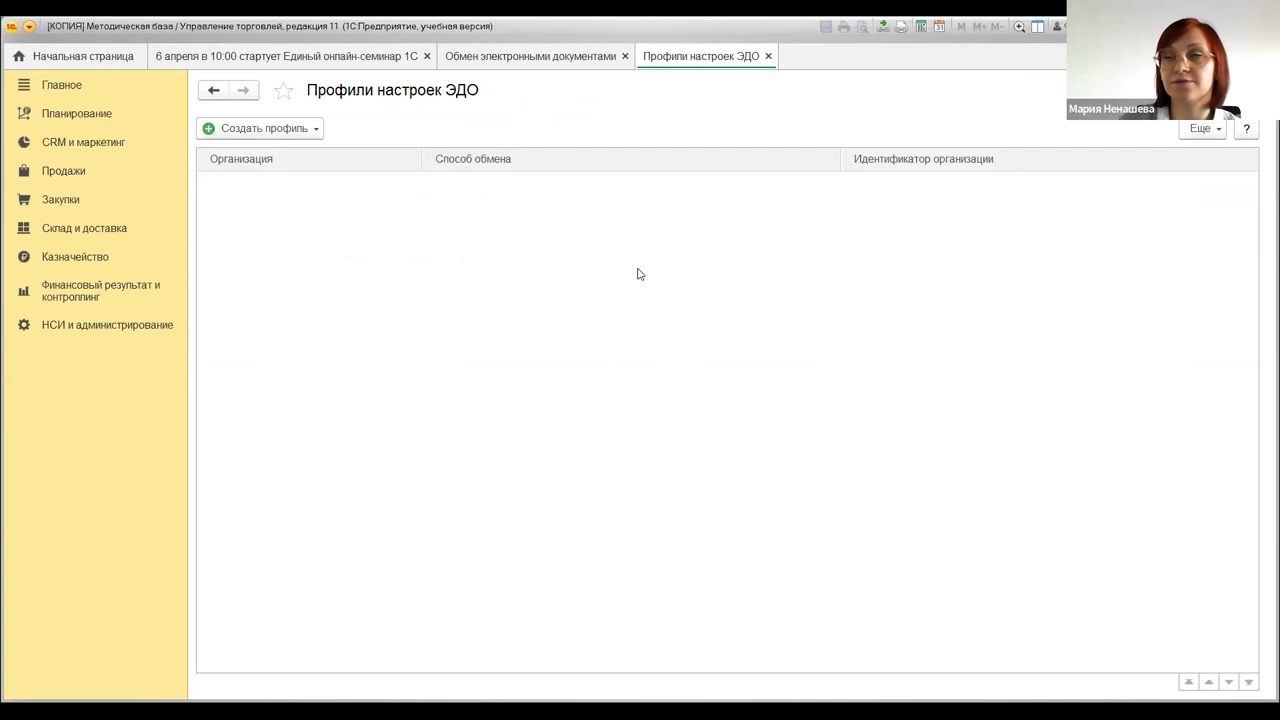 [КОПИЯ] Методическая база / Управление торговлей, редакция 11 (1С:Предприятие, учебная версия)
M M+ M-
Начальная страница
6 апреля в 10:00 стартует Единый онлайн-семинар 1С
Обмен электронными документами
Профили настроек ЭДО
Мария Ненашева
Главное
Планирование
CRM и маркетинг
Продажи
Закупки
Склад и доставка
Казначейство
Финансовый результат и
контроллинг
НСИ и администрирование
Профили настроек ЭДО
Создать профиль
Еще
?
Организация
Способ обмена
Идентификатор организации